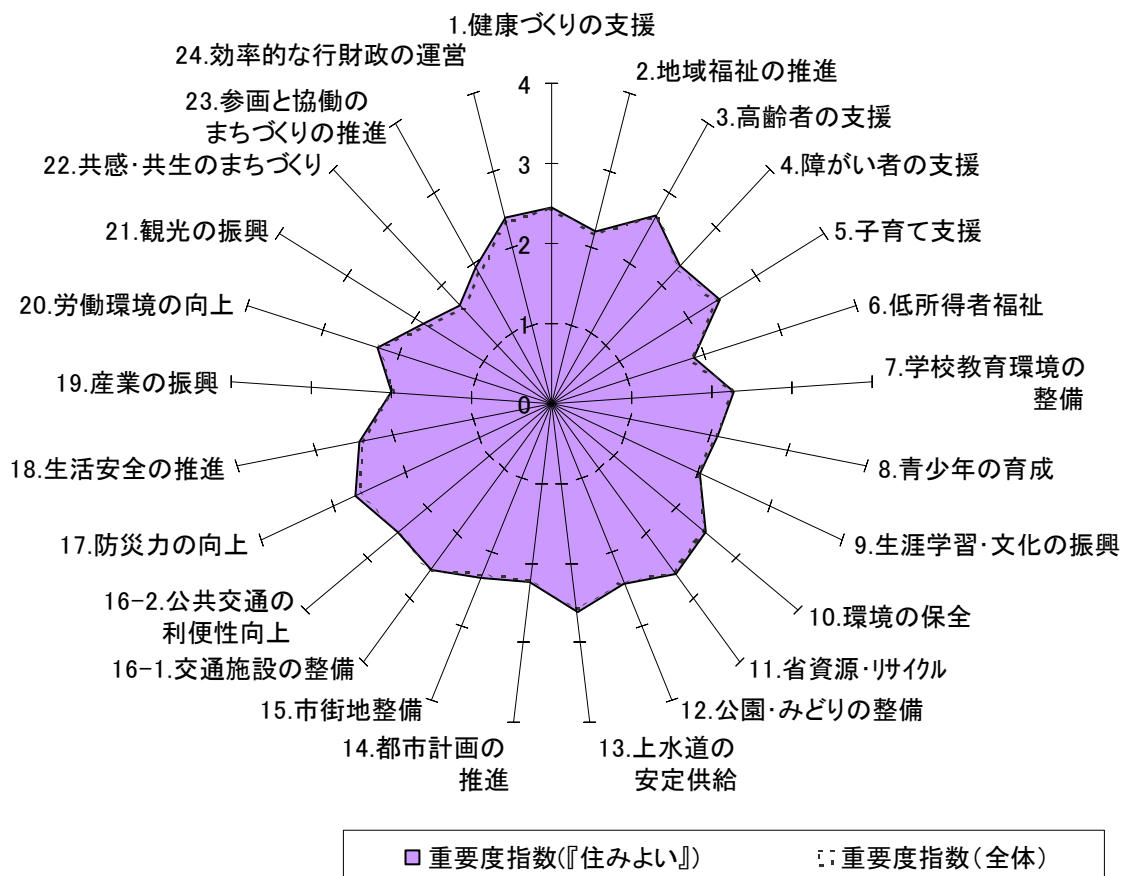 1.健康づくりの支援
2.地域福祉の推進
3.高齢者の支援
4.障がい者の支援
5.子育て支援
6.低所得者福祉
7.学校教育環境の
整備
8.青少年の育成
9.生涯学習・文化の振興
10.環境の保全
11.省資源・リサイクル
12.公園・みどりの整備
13.上水道の
安定供給
14.都市計画の
推進
15.市街地整備
16-1.交通施設の整備
16-2.公共交通の
利便性向上
17.防災力の向上
18.生活安全の推進
19.産業の振興
20.労働環境の向上
21.観光の振興
22.共感・共生のまちづくり
23.参画と協働の
まちづくりの推進
24.効率的な行財政の運営
4
3
2
1
0
重要度指数(『住みよい』)
重要度指数(全体)